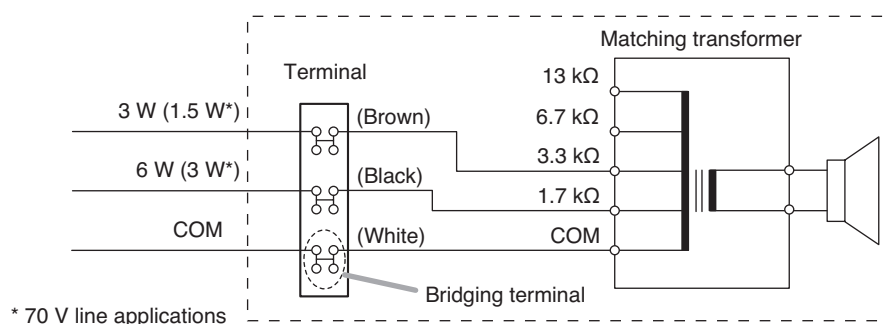 Matching transformer
Terminal
13 kΩ
3 W (1.5 W*)
(Brown)
6.7 kΩ
3.3 kΩ
6 W (3 W*)
(Black)
1.7 kΩ
COM
(White)
COM
Bridging terminal
* 70 V line applications